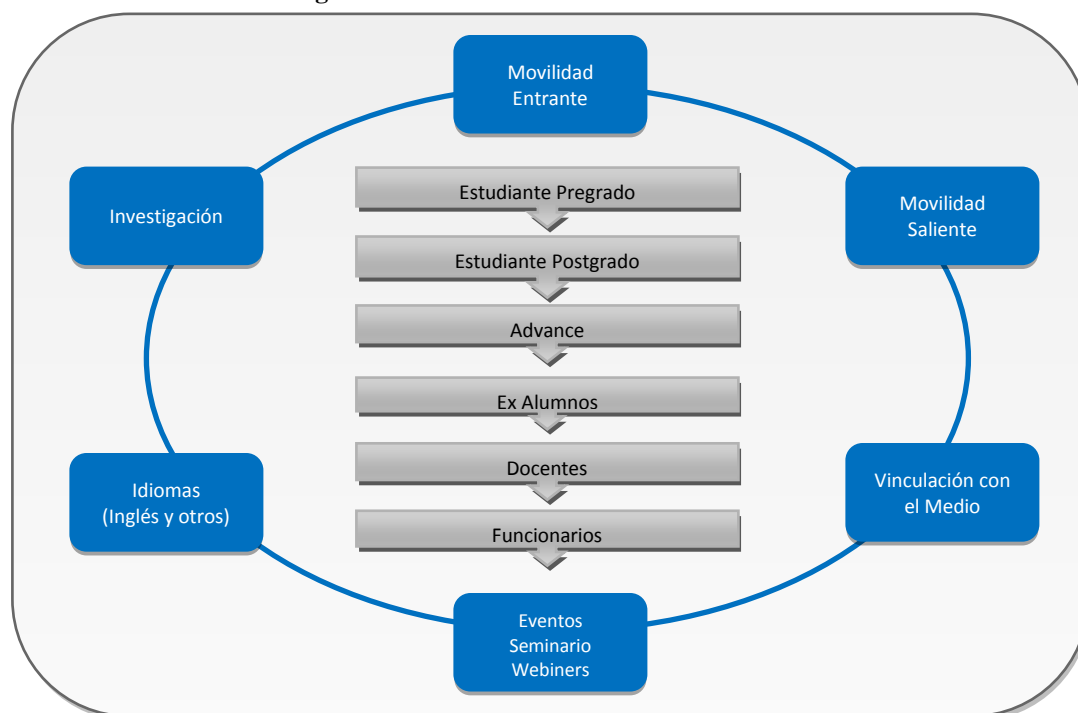 Movilidad
Entrante
Investigación
Movilidad
Saliente
Estudiante Pregrado
Estudiante Postgrado
Advance
Ex Alumnos
Docentes
Funcionarios
Idiomas
(Inglés y otros)
Vinculación con
el Medio
Eventos
Seminario
Webiners